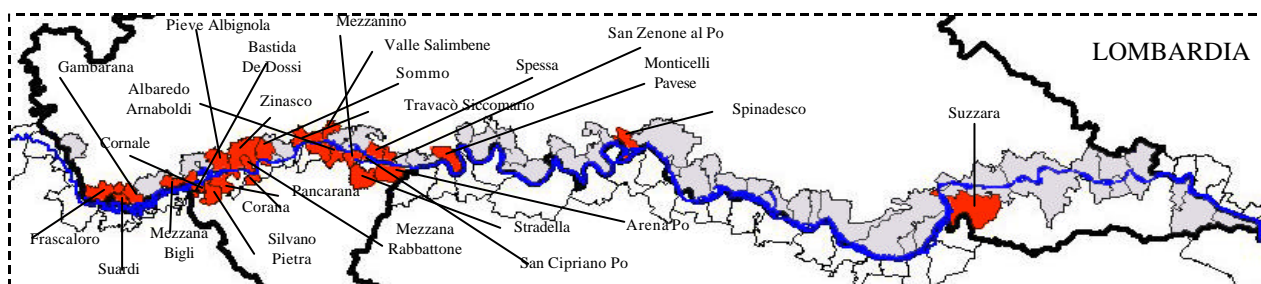 Pieve Albignola
Mezzanino
San Zenone al Po
Bastida
De Dossi
Valle Salimbene
LOMBARDIA
Gambarana
Sommo
Spessa
Monticelli
Pavese
Albaredo
Arnaboldi
Zinasco
Travacò Siccomario
Spinadesco
Suzzara
Cornale
Pancarana
Corana
Frascaloro
Mezzana
Bigli
Silvano
Pietra
Mezzana
Rabbattone
Stradella
Arena Po
Suardi
San Cipriano Po